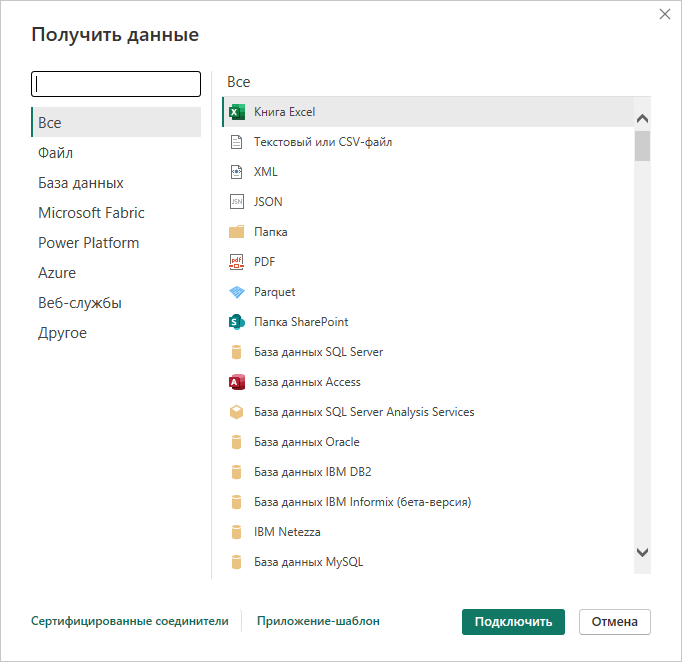 Получить данные
Все
Файл
База данных
Microsoft Fabric
Power Platform
Azure
Веб-службы
Другое
Все
Книга Excel
Текстовый или CSV-файл
XML
JSON
Папка
PDF
Parquet
Папка SharePoint
База данных SQL Server
База данных Access
База данных SQL Server Analysis Services
База данных Oracle
База данных IBM DB2
База данных IBM Informix (бета-версия)
IBM Netezza
База данных MySQL
Сертифицированные соединители
Приложение-шаблон
Подключить
Отмена